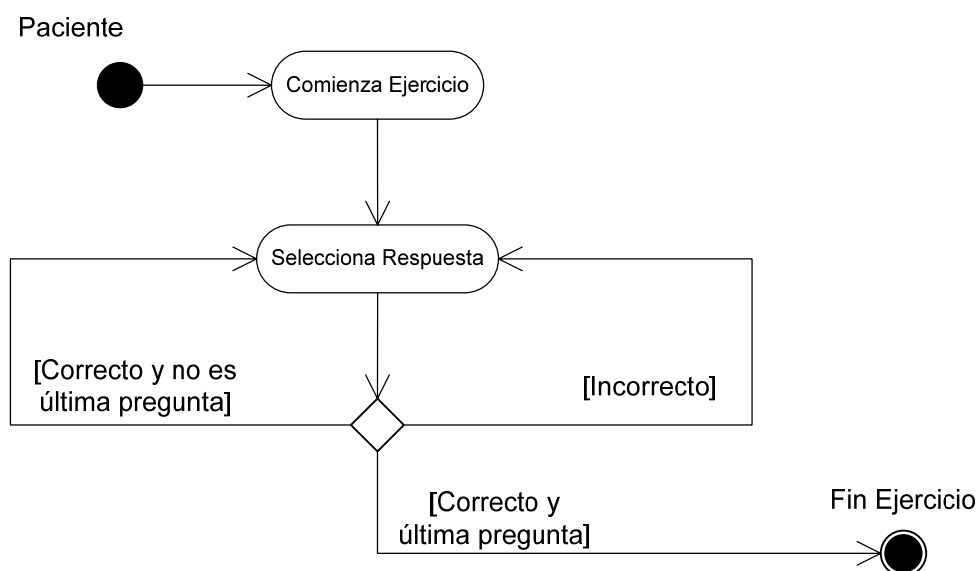 Paciente
Comienza Ejercicio
Selecciona Respuesta
[Correcto y no es
última pregunta]
[Incorrecto]
[Correcto y
última pregunta]
Fin Ejercicio